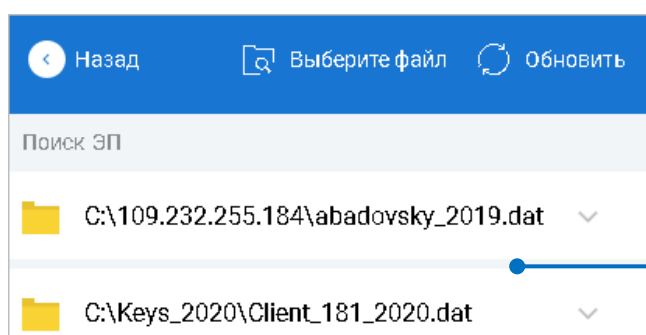 Назад Выберите файл Обновить
Поиск ЭП
C:\109.232.255.184\abadovsky_2019.dat
C:\Keys_2020\Client_181_2020.dat